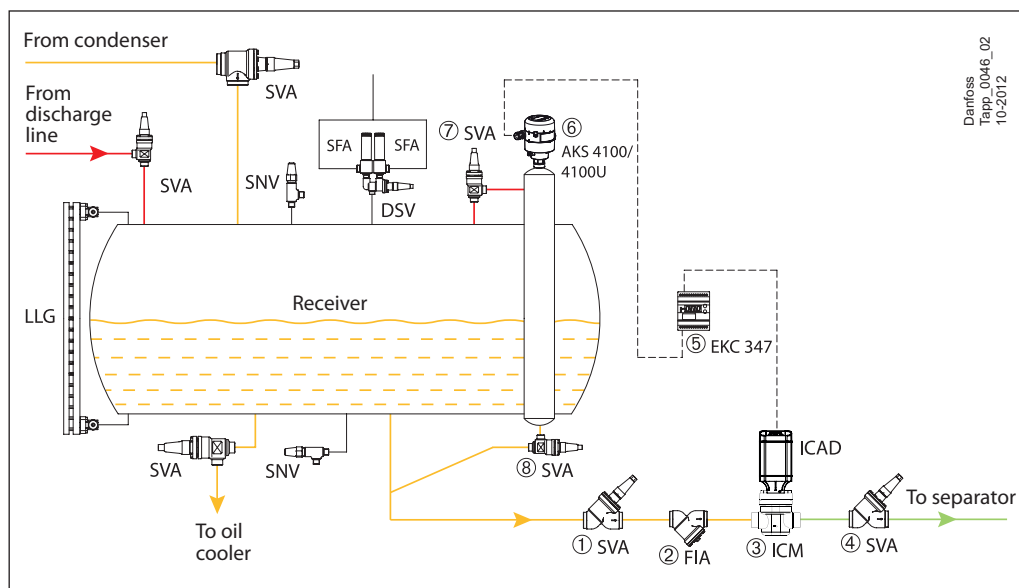 From condenser
SVA
From
discharge
line
SVA
SNV
SFA SFA
DSV
⑦ SVA
⑥
AKS 4100/
4100U
Danfoss
Tapp_0046_02
10-2012
LLG
Receiver
⑤ EKC 347
SVA
To oil
cooler
SNV
⑧ SVA
ICAD
To separator
① SVA
② FIA
③ ICM
④ SVA